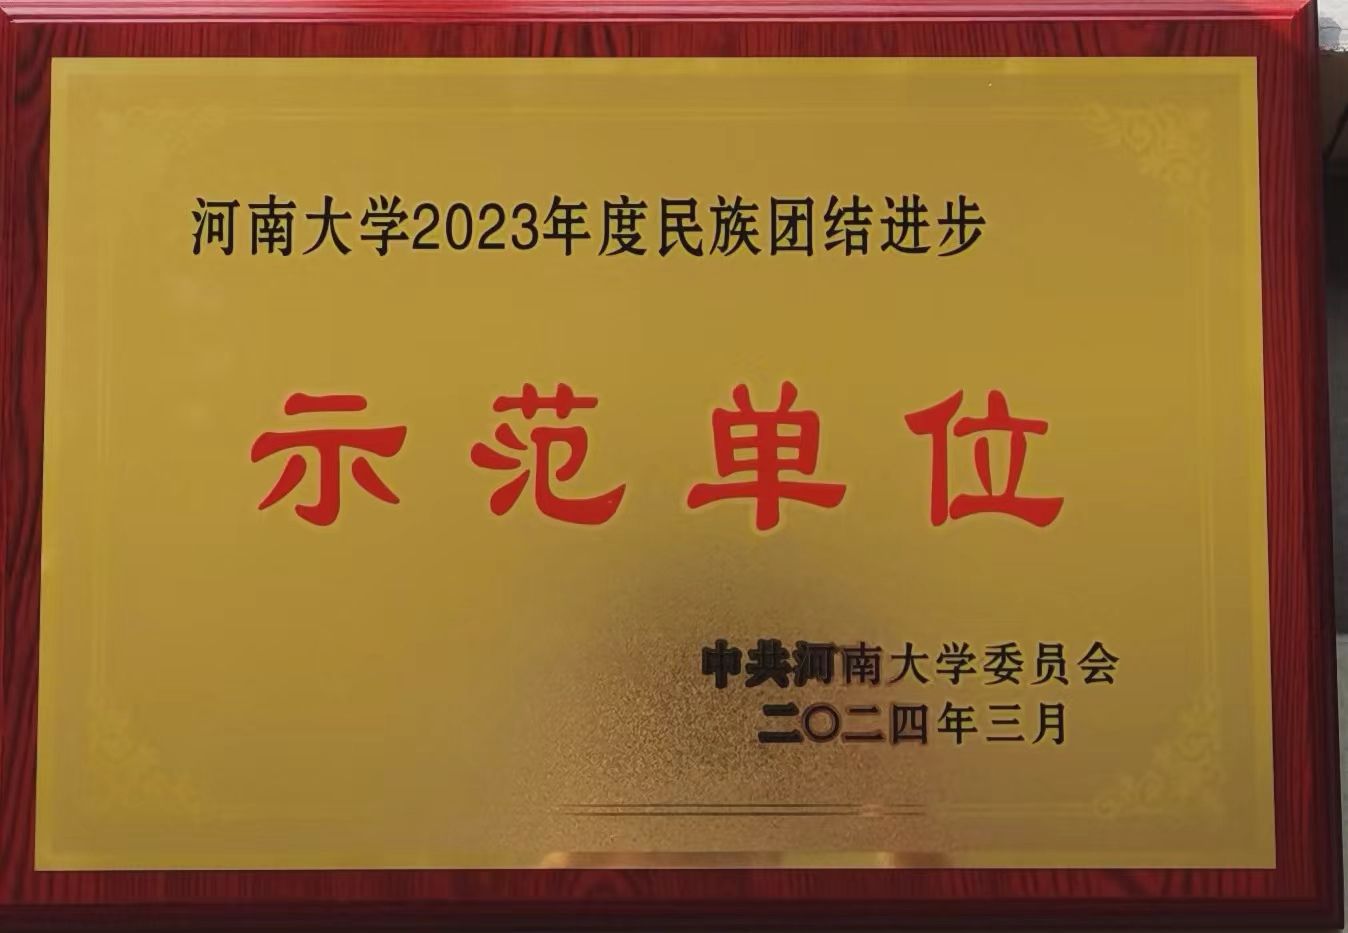 河南大学2023年度民族团结进步
示范单位
中共河南大学委员会
二〇二四年三月